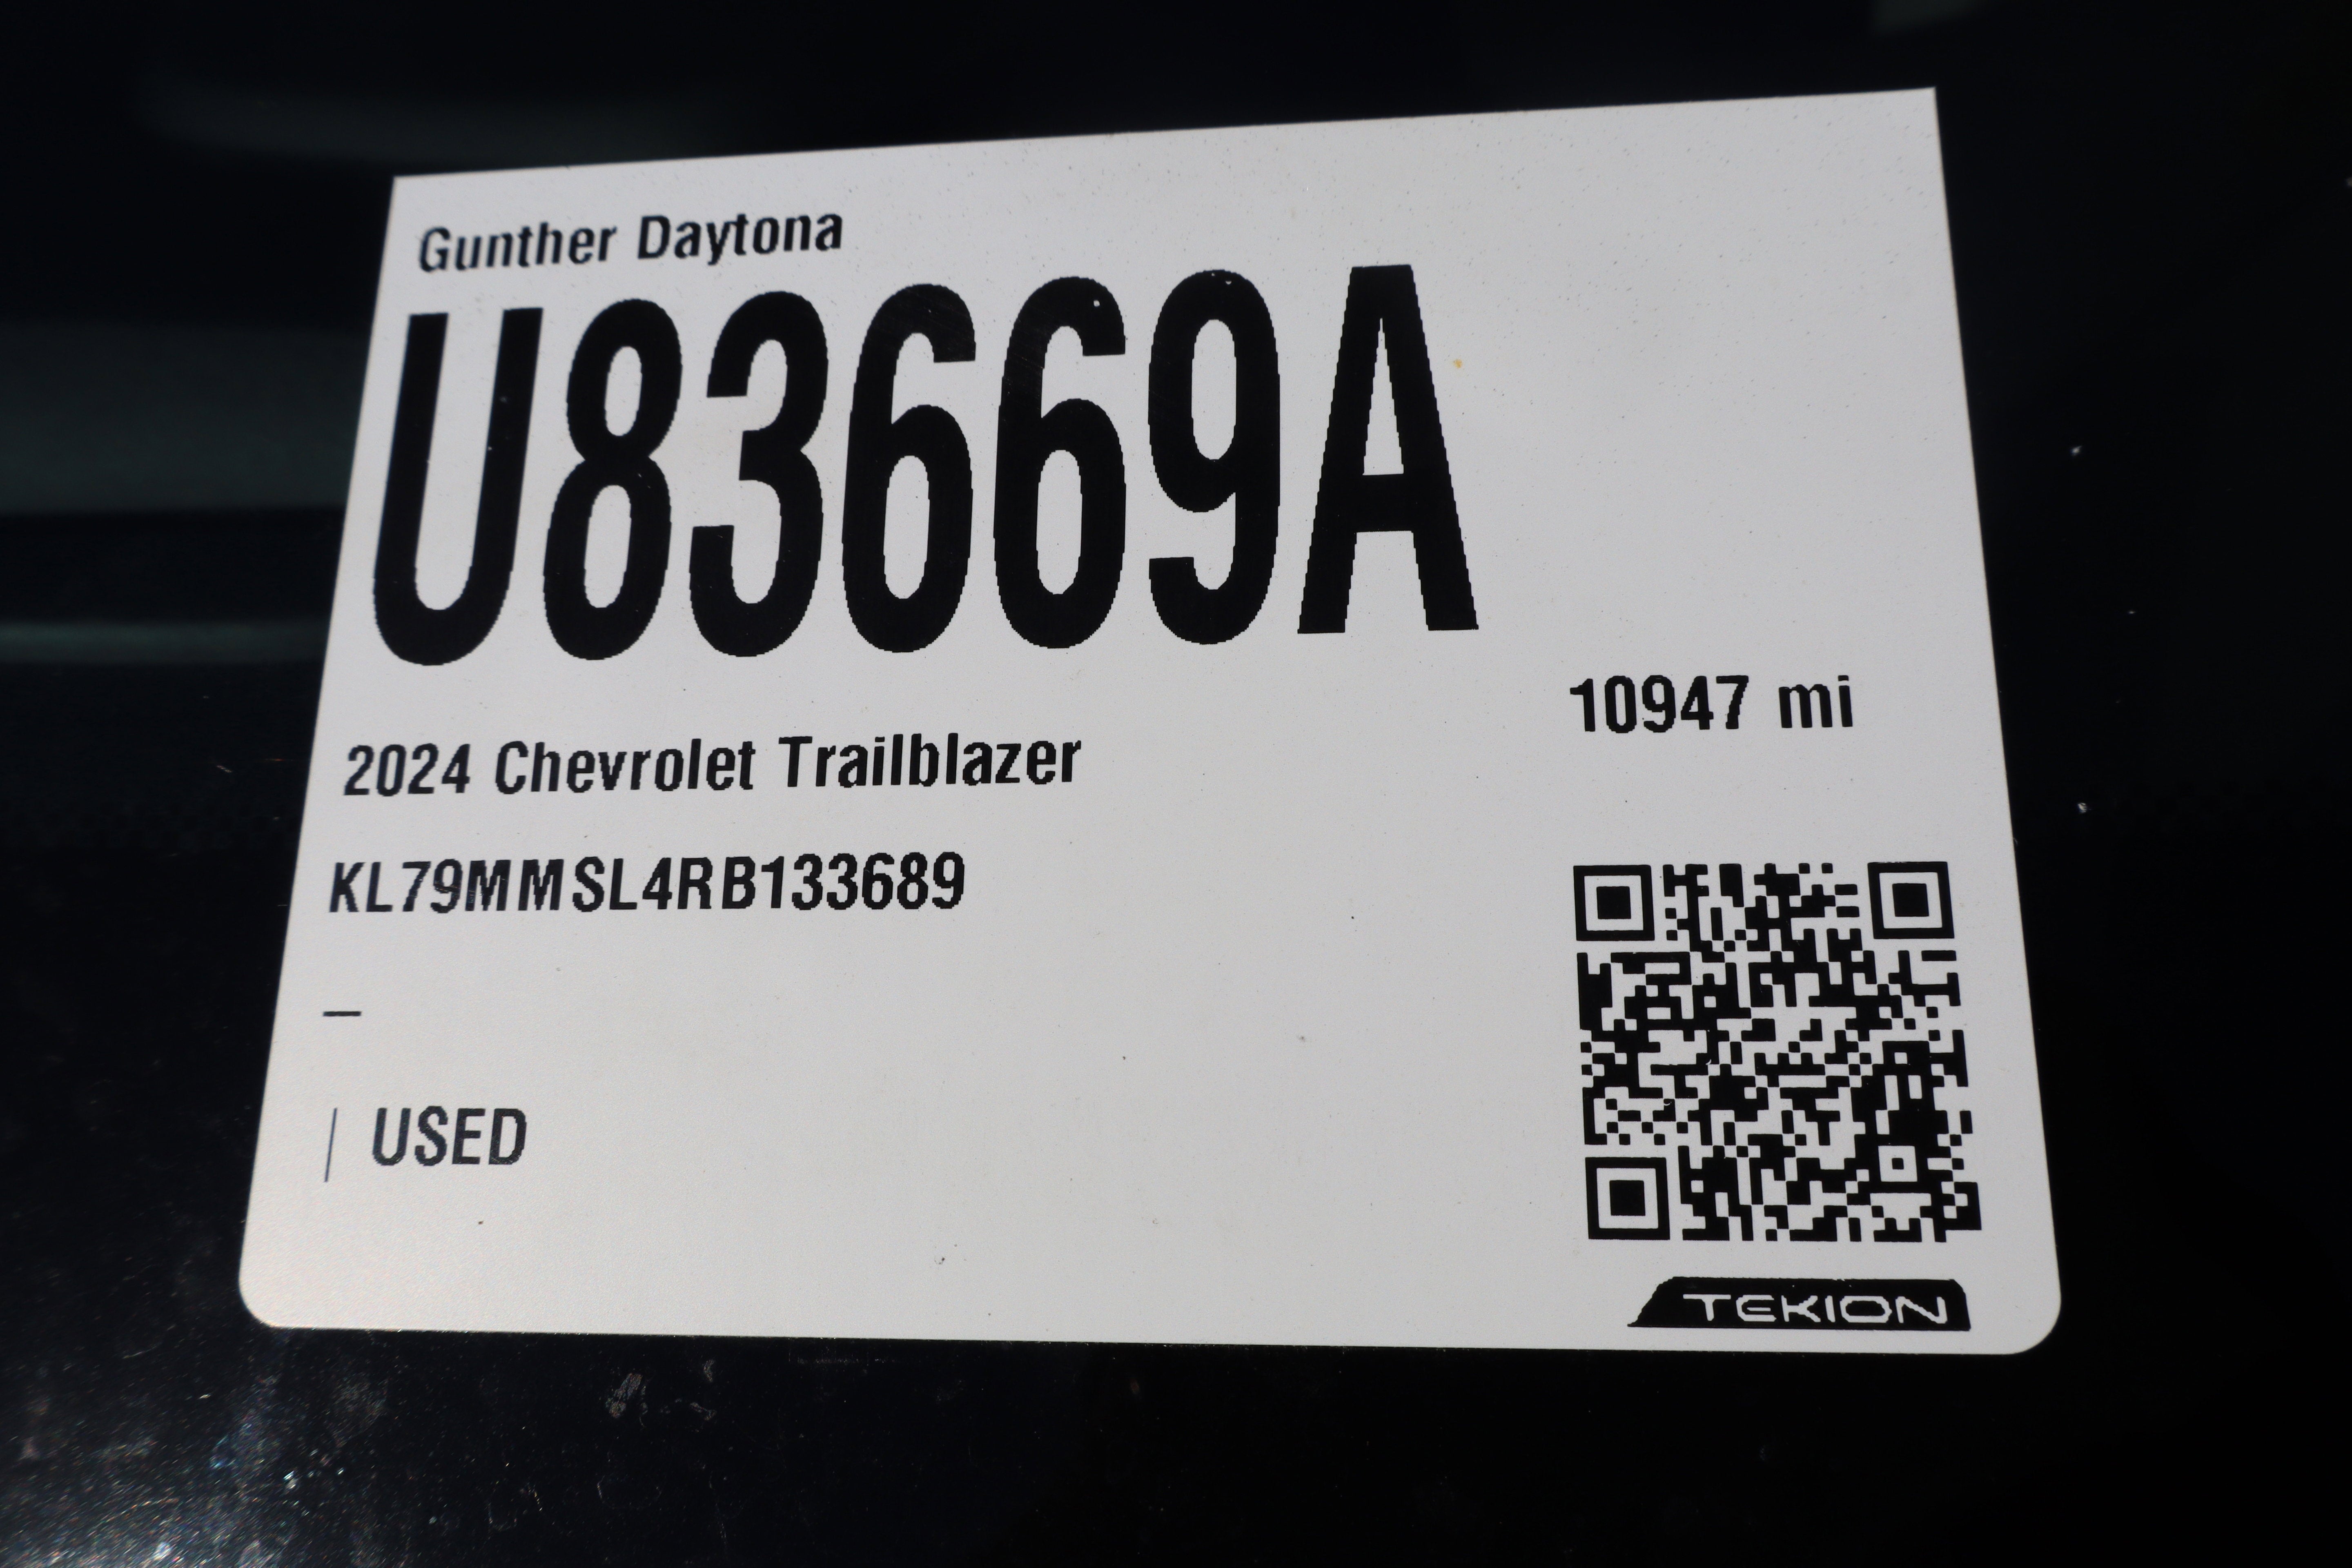 Gunther Daytona
U83669A
10947 mi
2024 Chevrolet Trailblazer
KL79MMSL4RB133689
–
| USED
TEKION